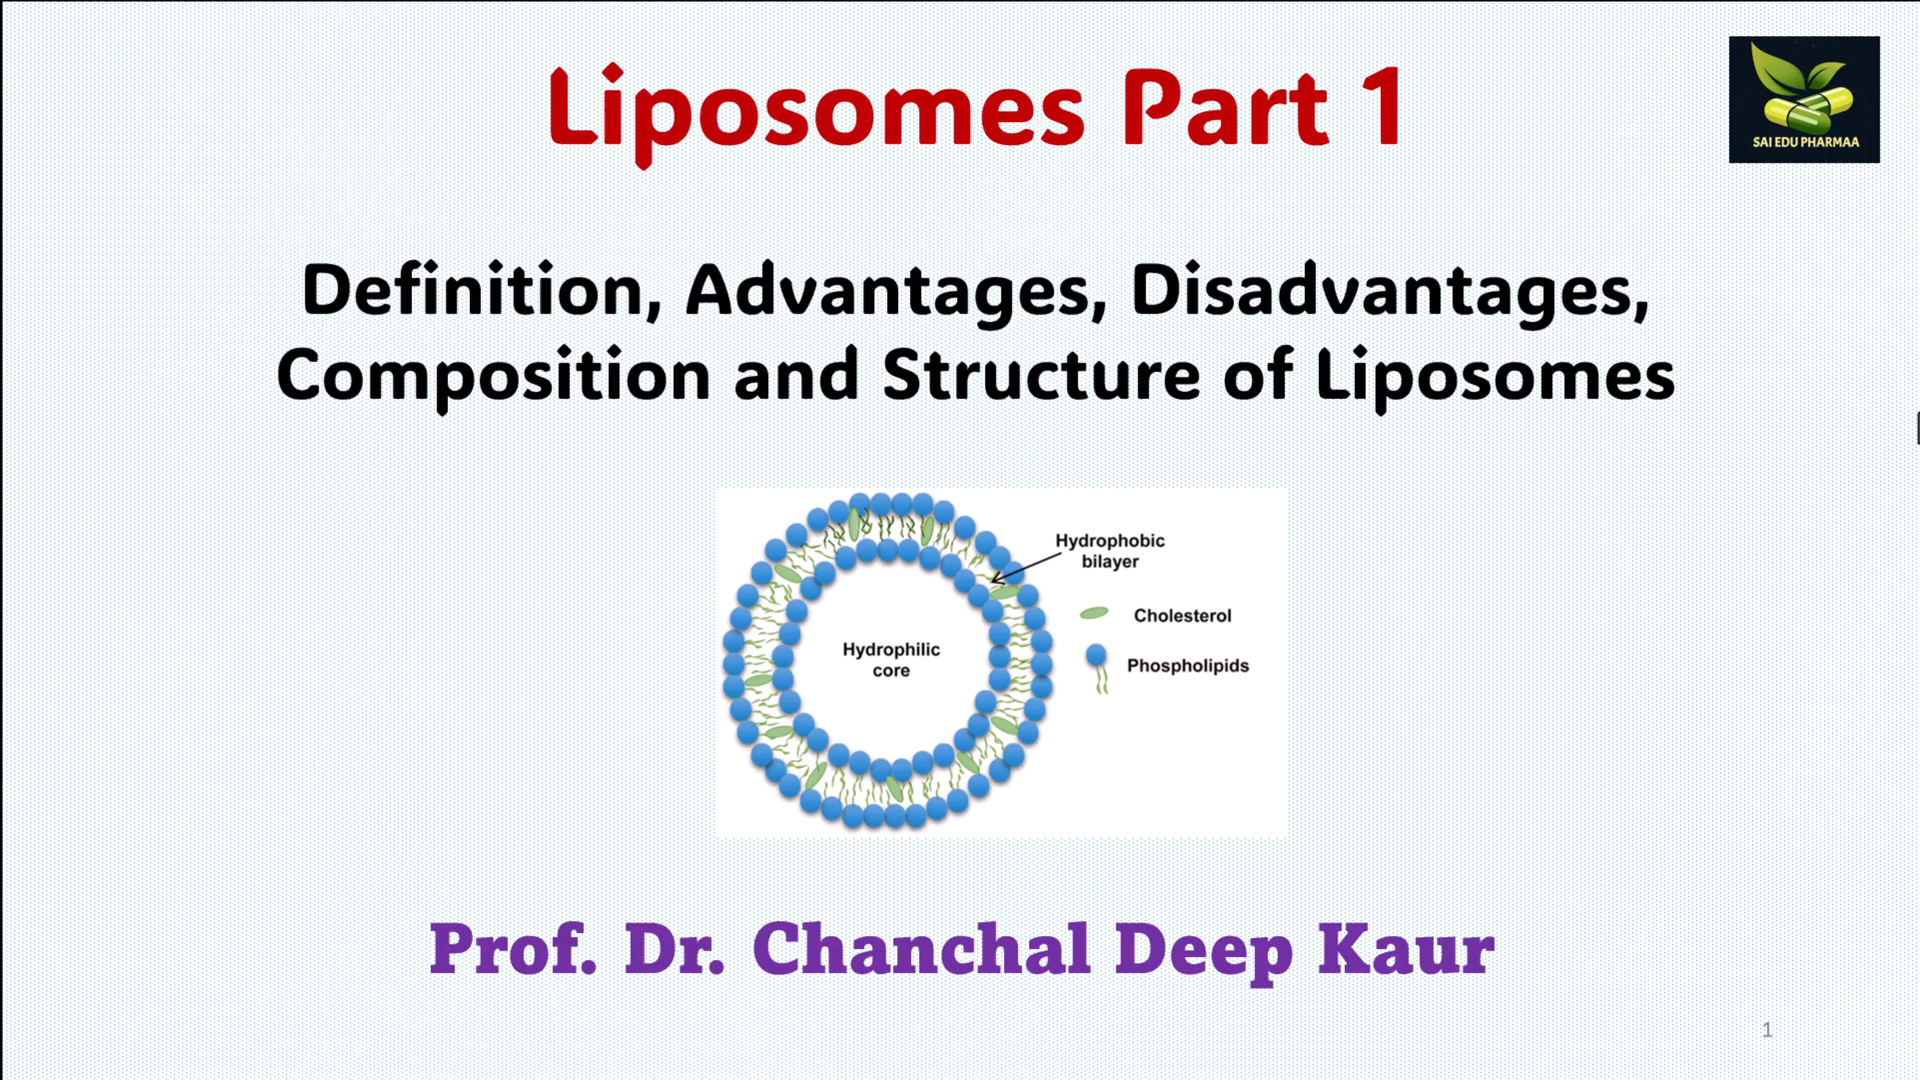 Liposomes Part 1
SAI EDU PHARMAA
Definition, Advantages, Disadvantages,
Composition and Structure of Liposomes
Hydrophobic
bilayer
Cholesterol
Hydrophilic
core
Phospholipids
Prof. Dr. Chanchal Deep Kaur
1